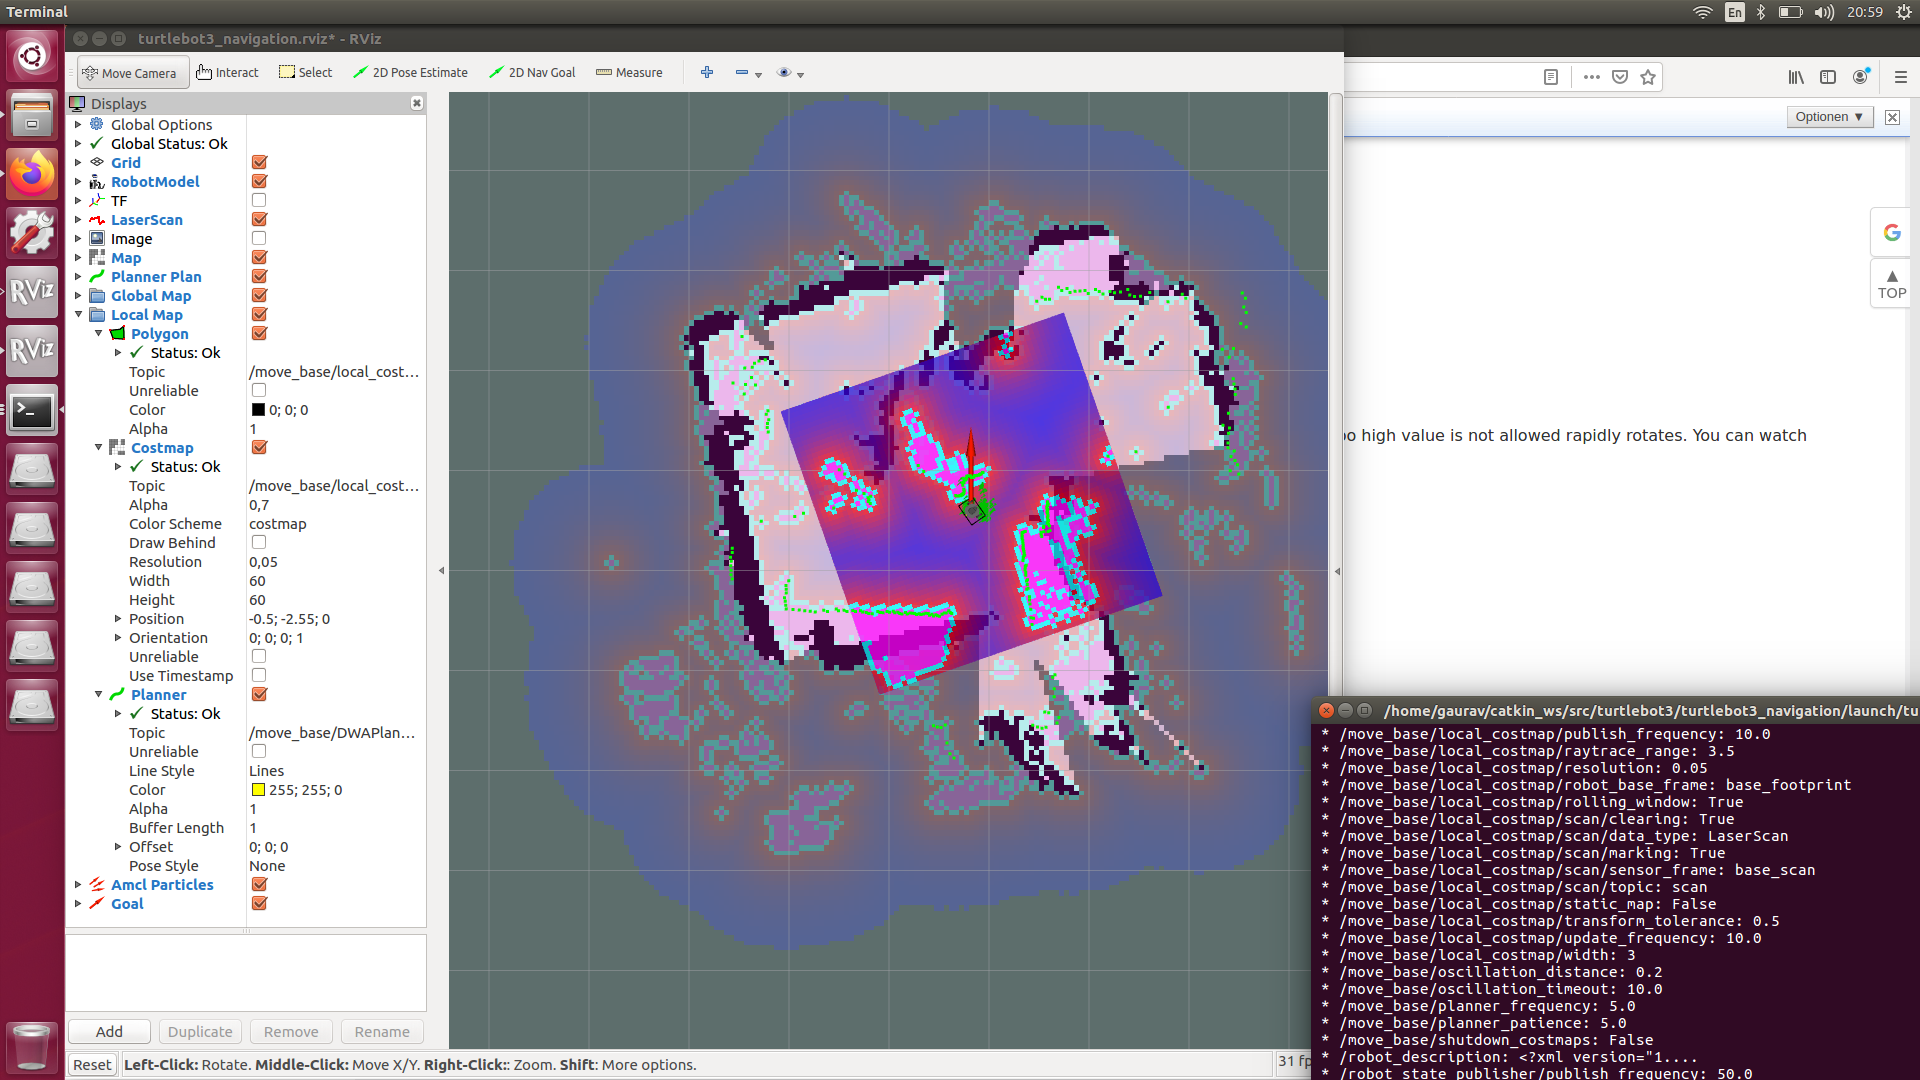 Terminal
En
20:59
turtlebot3_navigation.rviz* - RViz
Move Camera
Interact
Select
2D Pose Estimate
2D Nav Goal
Measure
Displays
Global Options
Global Status: Ok
Grid
RobotModel
TF
LaserScan
Image
Map
Planner Plan
Global Map
Local Map
Polygon
Status: Ok
Topic /move_base/local_cost...
Unreliable
Color 0; 0; 0
Alpha 1
Costmap
Status: Ok
Topic /move_base/local_cost...
Alpha 0,7
Color Scheme costmap
Draw Behind
Resolution 0,05
Width 60
Height 60
Position -0.5; -2.55; 0
Orientation 0; 0; 0; 1
Unreliable
Use Timestamp
Planner
Status: Ok
Topic /move_base/DWAPlan...
Unreliable
Line Style Lines
Color 255; 255; 0
Alpha 1
Buffer Length 1
Offset 0; 0; 0
Pose Style None
Amcl Particles
Goal
Add
Duplicate
Remove
Rename
Reset
Left-Click: Rotate. Middle-Click: Move X/Y. Right-Click:: Zoom. Shift: More options.
31 fp
RViz
RViz
Optionen ▼
G
TOP
oo high value is not allowed rapidly rotates. You can watch
/home/gaurav/catkin_ws/src/turtlebot3/turtlebot3_navigation/launch/tu
* /move_base/local_costmap/publish_frequency: 10.0
* /move_base/local_costmap/raytrace_range: 3.5
* /move_base/local_costmap/resolution: 0.05
* /move_base/local_costmap/robot_base_frame: base_footprint
* /move_base/local_costmap/rolling_window: True
* /move_base/local_costmap/scan/clearing: True
* /move_base/local_costmap/scan/data_type: LaserScan
* /move_base/local_costmap/scan/marking: True
* /move_base/local_costmap/scan/sensor_frame: base_scan
* /move_base/local_costmap/scan/topic: scan
* /move_base/local_costmap/static_map: False
* /move_base/local_costmap/transform_tolerance: 0.5
* /move_base/local_costmap/update_frequency: 10.0
* /move_base/local_costmap/width: 3
* /move_base/oscillation_distance: 0.2
* /move_base/oscillation_timeout: 10.0
* /move_base/planner_frequency: 5.0
* /move_base/planner_patience: 5.0
* /move_base/shutdown_costmaps: False
* /robot_description: <?xml version="1....
* /robot_state_publisher/publish_frequency: 50.0